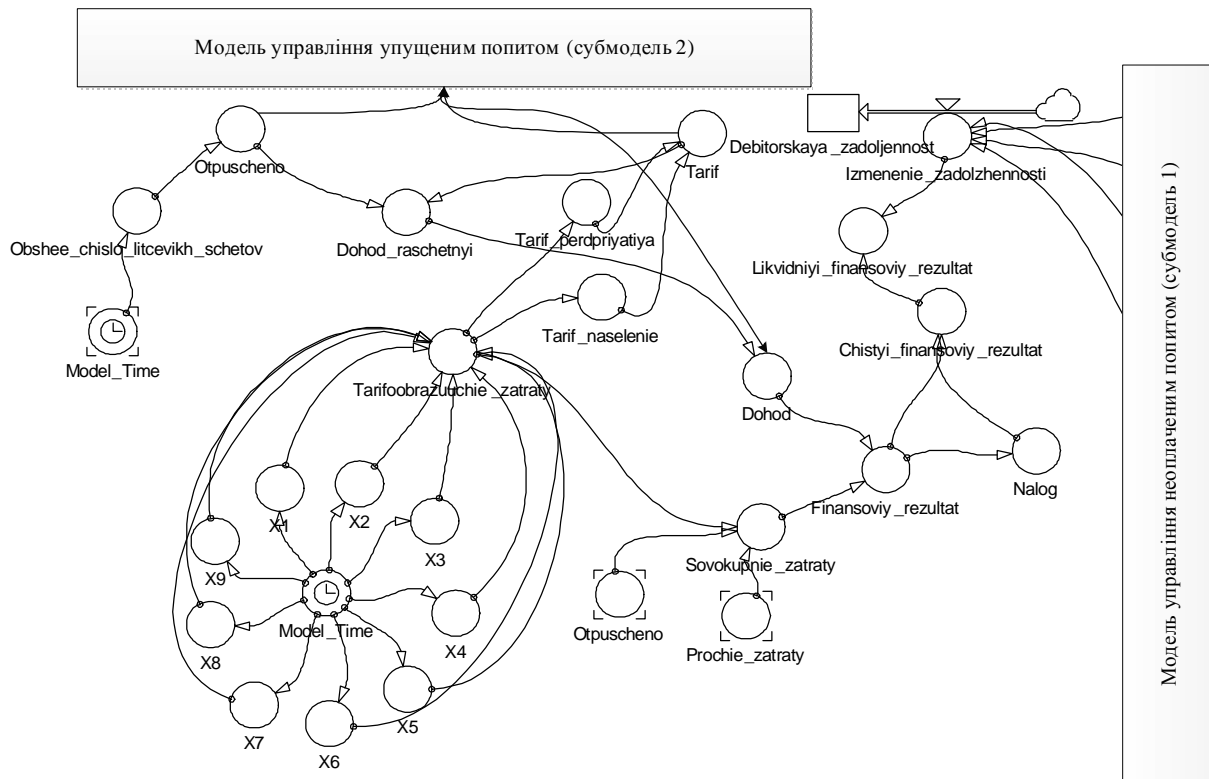 Модель управління упущеним попитом (субмодель 2)
Otpuscheno
Tarif
Debitorskaya_zadoljennost
Izmenenie_zadolzhennosti
Obshee_chislo_litcevikh_schetov
Dohod_raschetnyi
Tarif_perdpriyatiya
Likvidniyi_finansoviy_rezultat
Model_Time
Tarif_naselenie
Chistyi_finansoviy_rezultat
Tarifoobrazuuchie_zatraty
Dohod
X1
X2
X3
Finansoviy_rezultat
Nalog
X9
Sovokupnie_zatraty
Model_Time
X4
Otpuscheno
Prochie_zatraty
X8
X5
X7
X6
Модель управління неоплаченим попитом (субмодель 1)